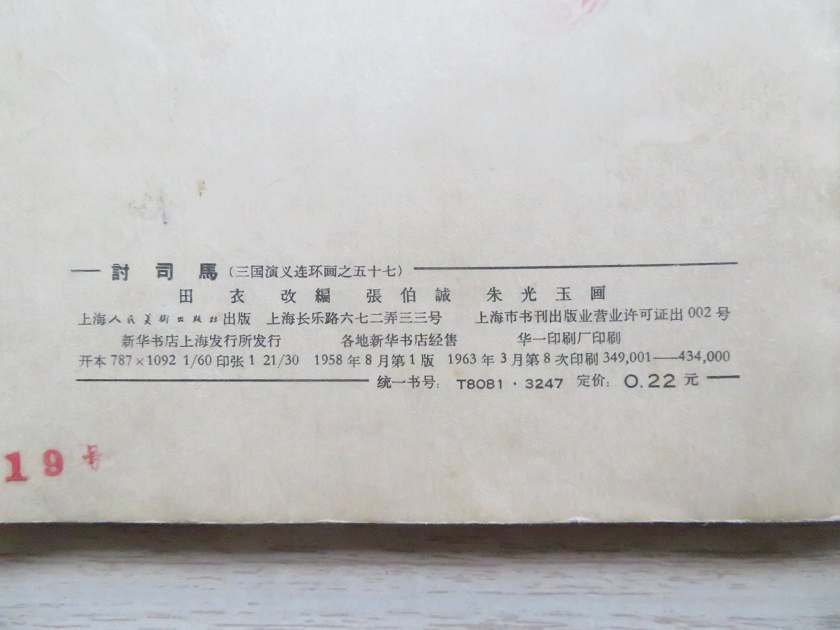 討司馬（三国演义连环画之五十七）
田衣 改編 張伯誠 朱光玉 画
上海人民美術出版社出版 上海长乐路六七二弄三三号 上海市书刊出版业营业许可证出002号
新华书店上海发行所发行 各地新华书店经售 华一印刷厂印刷
开本787×1092 1/60 印张1 21/30 1958年8月第1版 1963年3月第8次印刷 349,001——434,000
统一书号：T8081·3247 定价：0.22元
19号